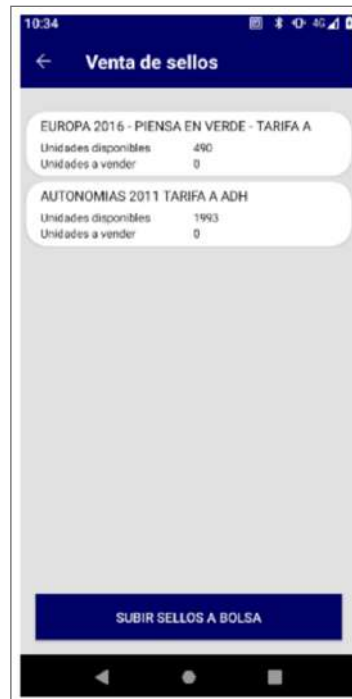 10:34
4G
Venta de sellos
EUROPA 2016 - PIENSA EN VERDE - TARIFA A
Unidades disponibles 490
Unidades a vender 0
AUTONOMIAS 2011 TARIFA A ADH
Unidades disponibles 1993
Unidades a vender 0
SUBIR SELLOS A BOLSA